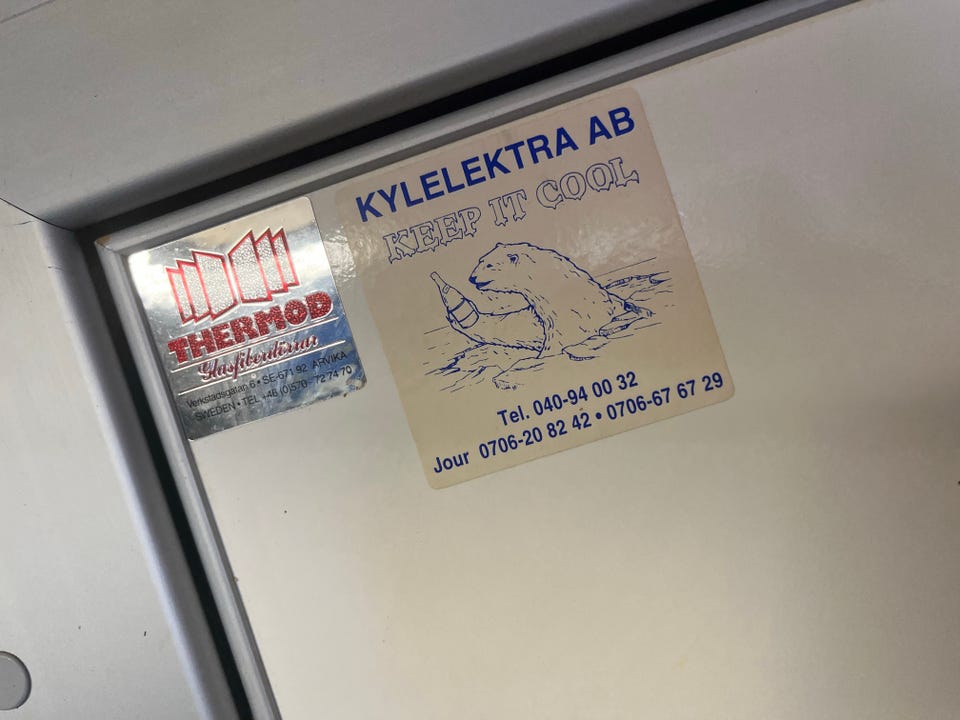 THERMOD
Glasfiberdörrar
Verkstadsgatan 6 • SE-671 92 ARVIKA
SWEDEN • TEL +46 (0)570 - 72 74 70
KYLELEKTRA AB
KEEP IT COOL
Tel. 040-94 00 32
Jour 0706-20 82 42 • 0706-67 67 29